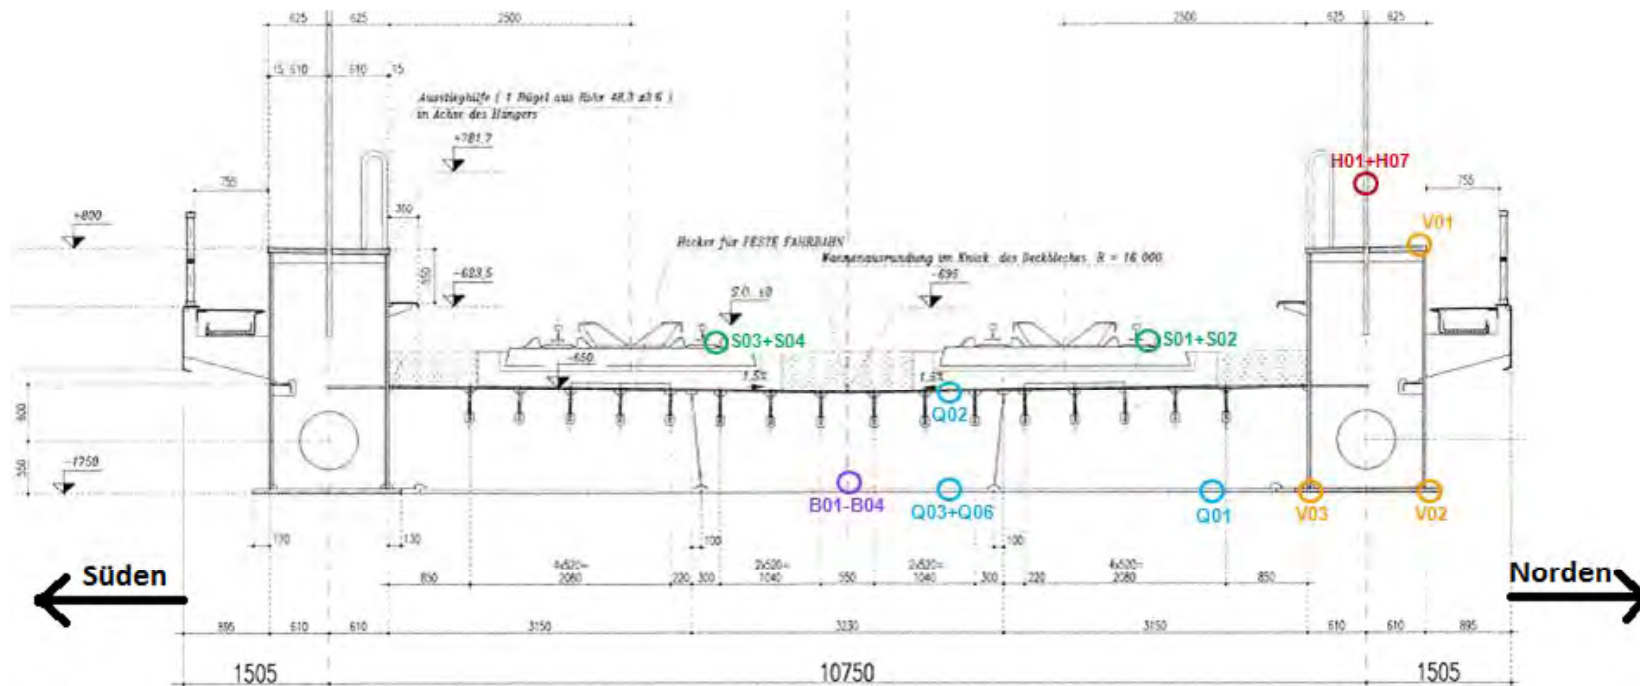 625 625 2500 2500 625 625
15 610 610 15
Ausstieghilfe ( 1 Bügel aus Rohr 48,3 x3,6 )
in Achse des Hängers
+781,7
H01+H07
755 755
+800
300
V01
Höcker für FESTE FAHRBAHN
Wannenausrundung im Knick des Deckbleches R = 16 000
-623,5
-695
S.O. ±0
S03+S04 S01+S02
-650
1,5% 1,5%
600
Q02
-1750
350
B01-B04 Q03+Q06 Q01 V03 V02
130 100 100
Süden Norden
850 4x520= 2080 220 300 2x520= 1040 550 2x520= 1040 300 220 4x520= 2080 850
895 610 610 3150 3230 3150 610 610 895
1505 10750 1505